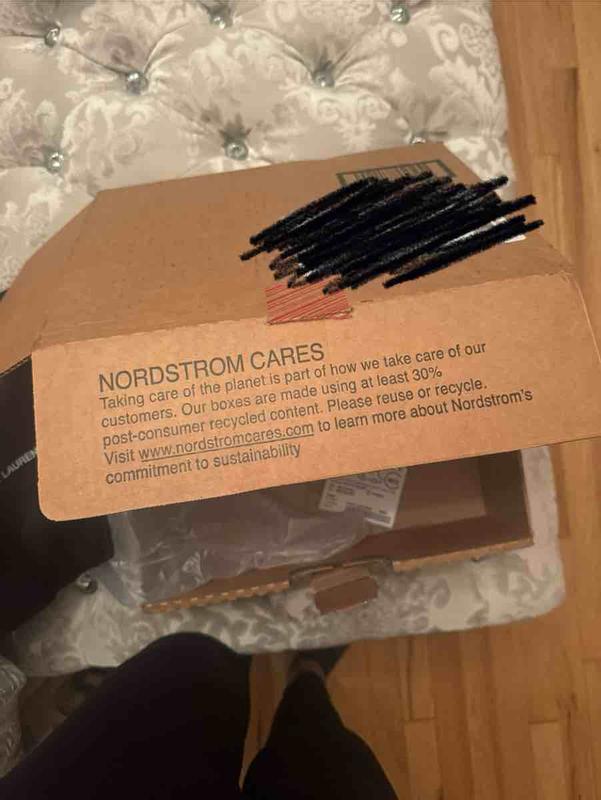 NORDSTROM CARES
Taking care of the planet is part of how we take care of our
customers. Our boxes are made using at least 30%
post-consumer recycled content. Please reuse or recycle.
Visit www.nordstromcares.com to learn more about Nordstrom's
commitment to sustainability
LAUREN